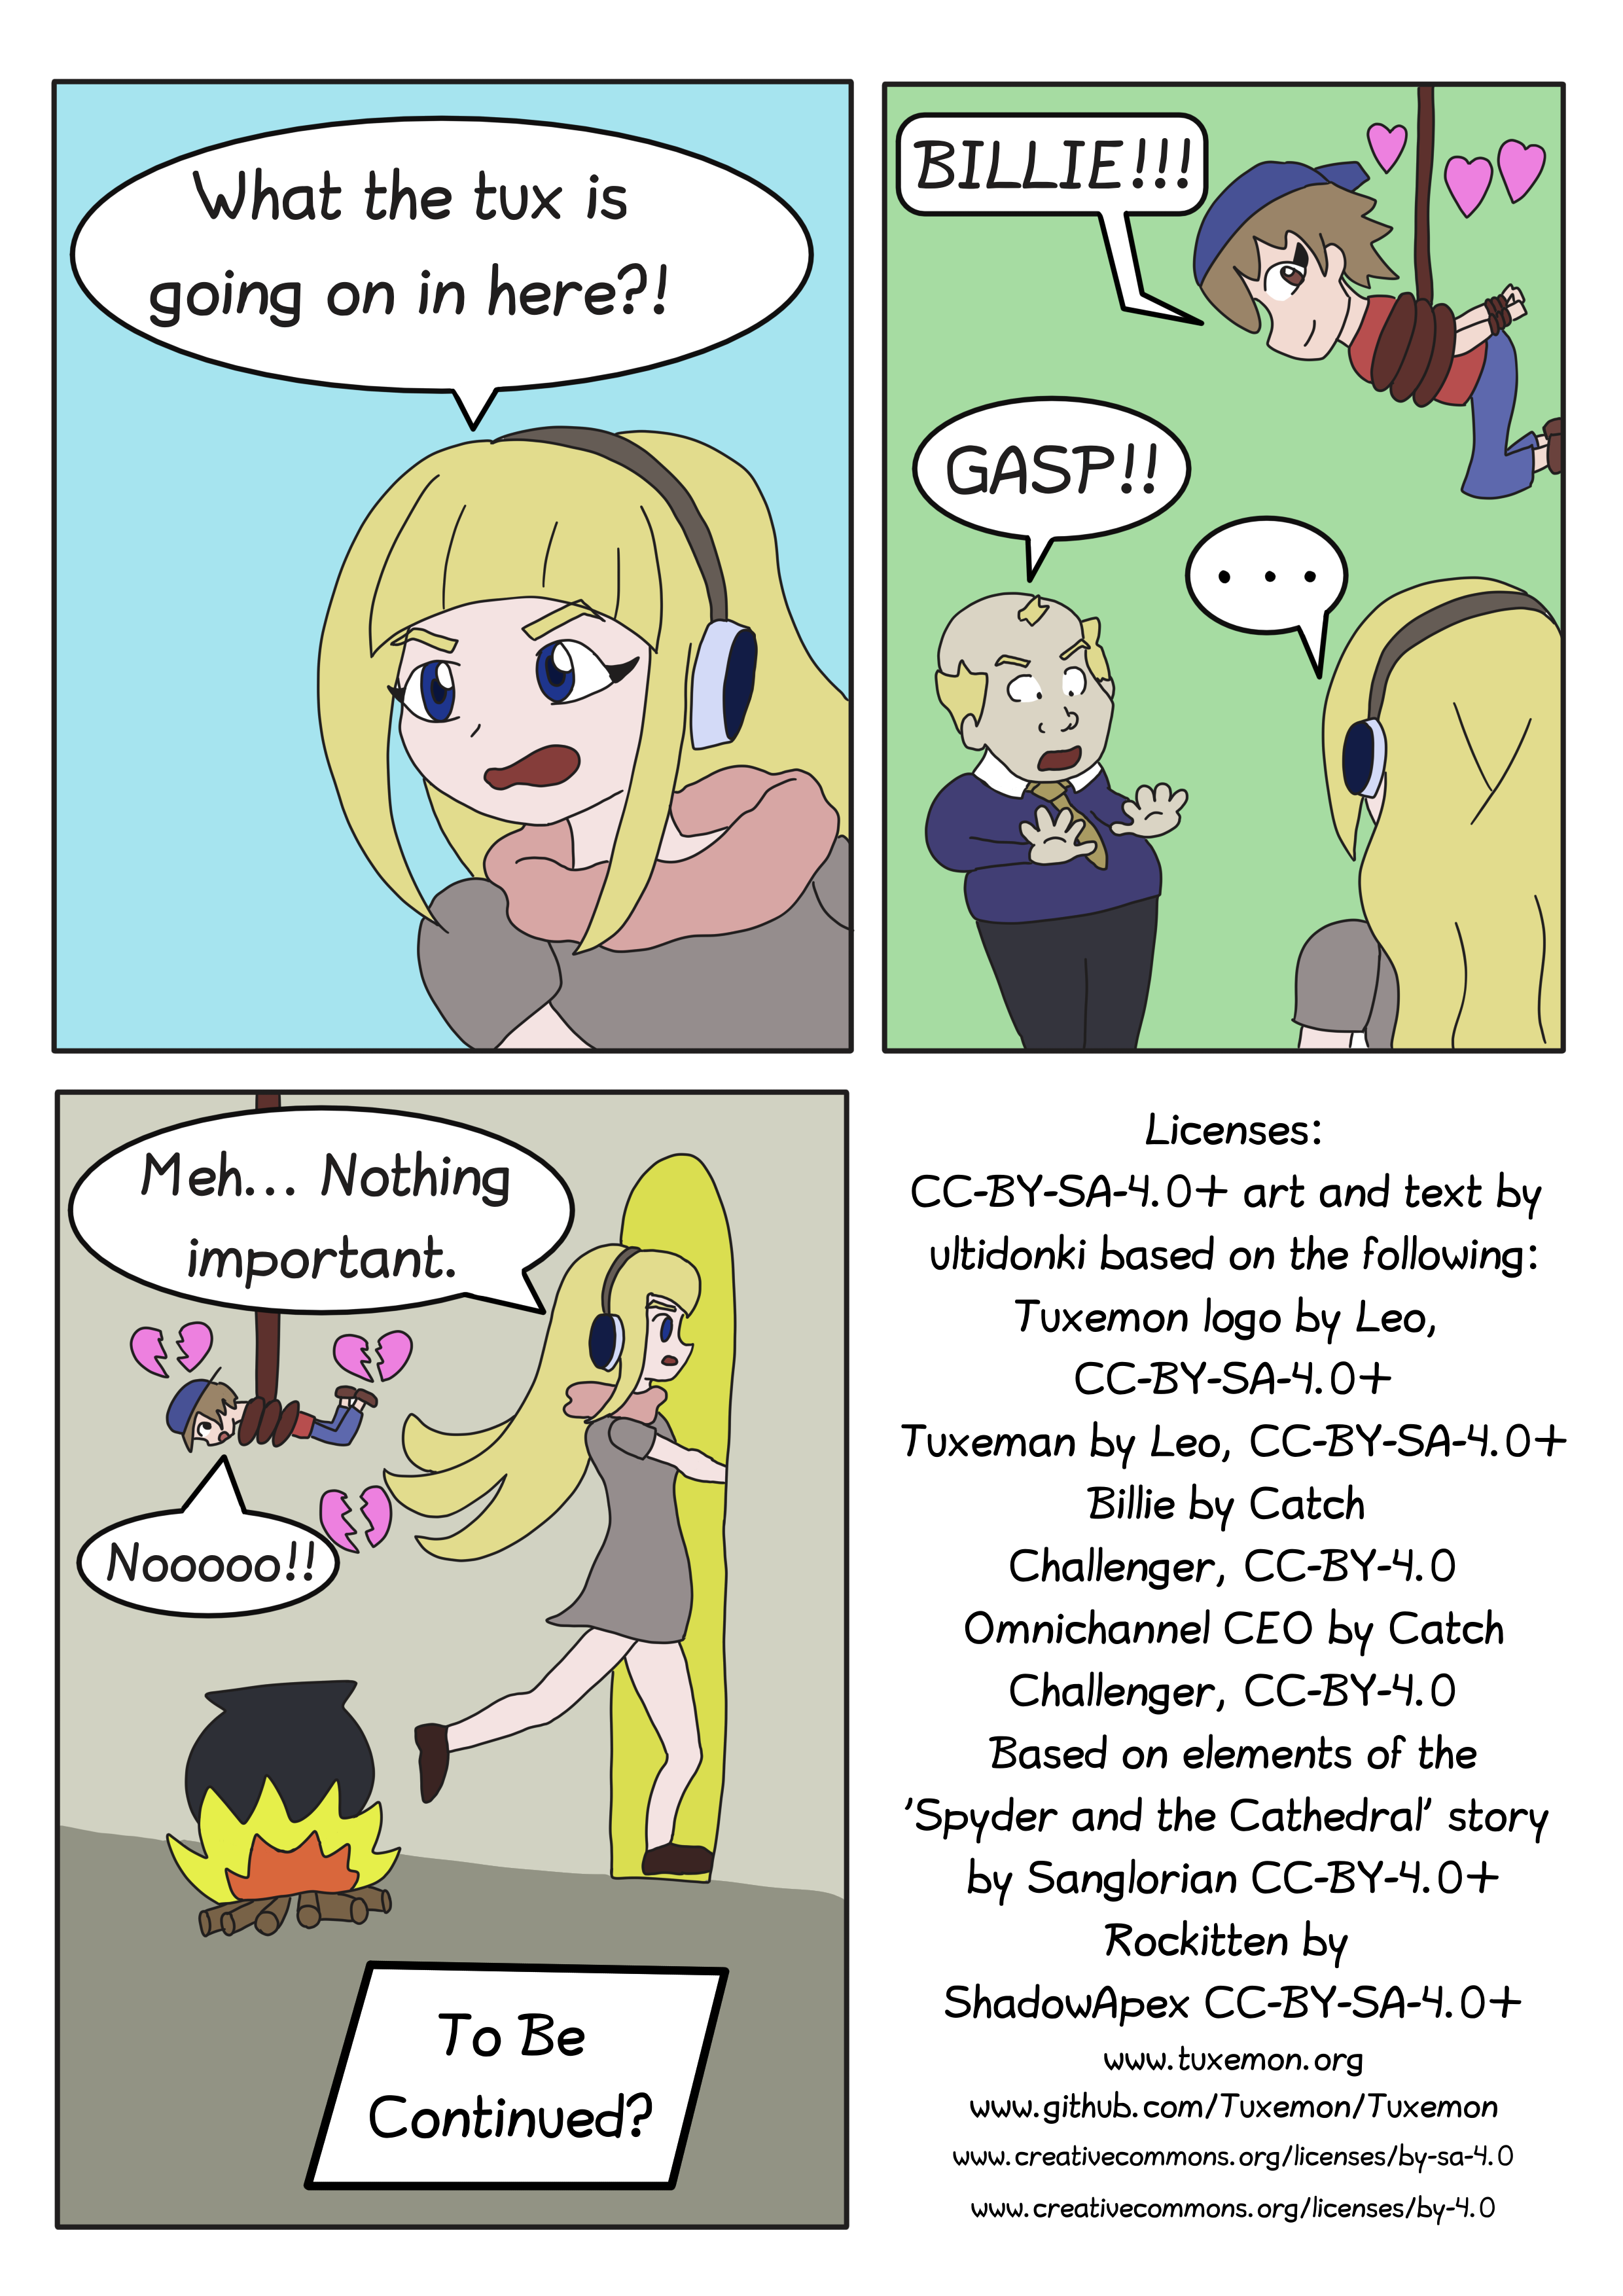 What the tux is
going on in here?!
BILLIE!!!
GASP!!
...
Meh... Nothing
important.
Nooooo!!
To Be
Continued?
Licenses:
CC-BY-SA-4.0+ art and text by
ultidonki based on the following:
Tuxemon logo by Leo,
CC-BY-SA-4.0+
Tuxeman by Leo, CC-BY-SA-4.0+
Billie by Catch
Challenger, CC-BY-4.0
Omnichannel CEO by Catch
Challenger, CC-BY-4.0
Based on elements of the
'Spyder and the Cathedral' story
by Sanglorian CC-BY-4.0+
Rockitten by
ShadowApex CC-BY-SA-4.0+
www.tuxemon.org
www.github.com/Tuxemon/Tuxemon
www.creativecommons.org/licenses/by-sa-4.0
www.creativecommons.org/licenses/by-4.0